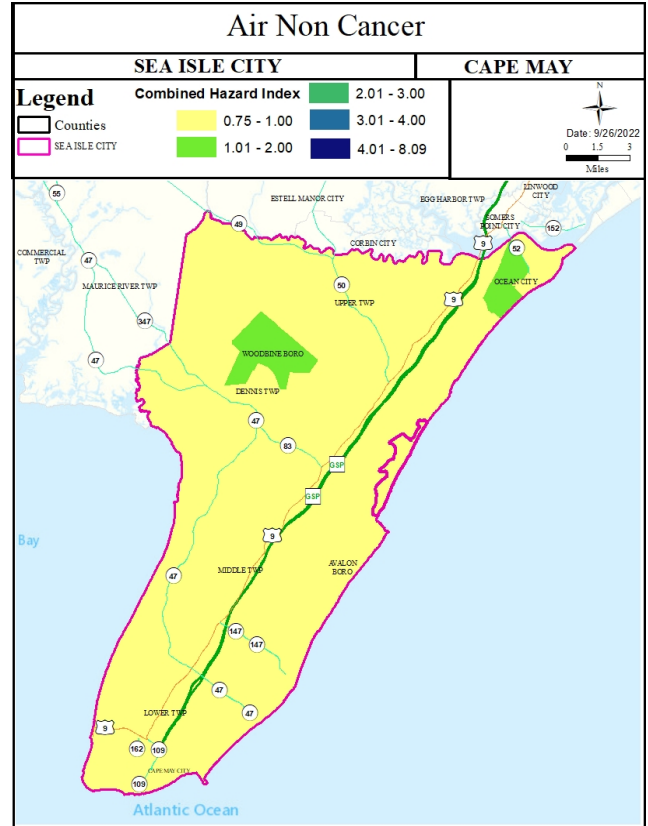 Air Non Cancer
SEA ISLE CITY
CAPE MAY
Legend
Counties
SEA ISLE CITY
Combined Hazard Index
0.75 - 1.00
1.01 - 2.00
2.01 - 3.00
3.01 - 4.00
4.01 - 8.09
N
Date: 9/26/2022
0 1.5 3
Miles
55
ESTELL MANOR CITY
EGG HARBOR TWP
LINWOOD
CITY
49
SOMERS
POINT CITY
152
CORBIN CITY
9
52
COMMERCIAL
TWP
47
MAURICE RIVER TWP
50
UPPER TWP
OCEAN CITY
9
347
47
WOODBINE BORO
DENNIS TWP
47
83
GSP
GSP
9
Bay
MIDDLE TWP
AVALON
BORO
47
147
147
47
47
LOWER TWP
9
162
109
CAPE MAY CITY
109
Atlantic Ocean